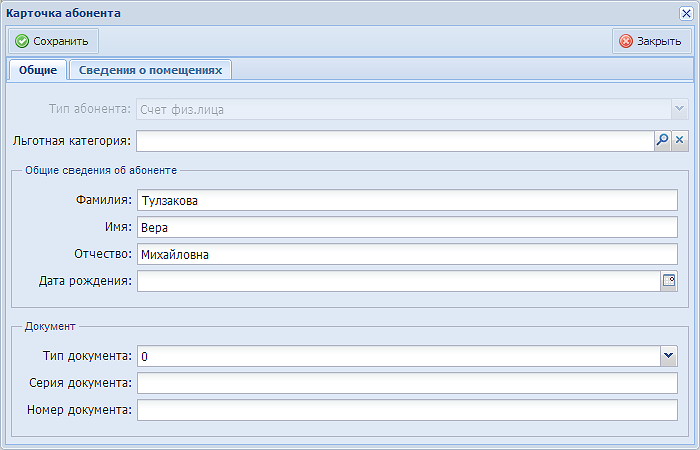 Карточка абонента
Сохранить Закрыть
Общие Сведения о помещениях
Тип абонента: Счет физ.лица
Льготная категория:
Общие сведения об абоненте
Фамилия: Тулзакова
Имя: Вера
Отчество: Михайловна
Дата рождения:
Документ
Тип документа: 0
Серия документа:
Номер документа: